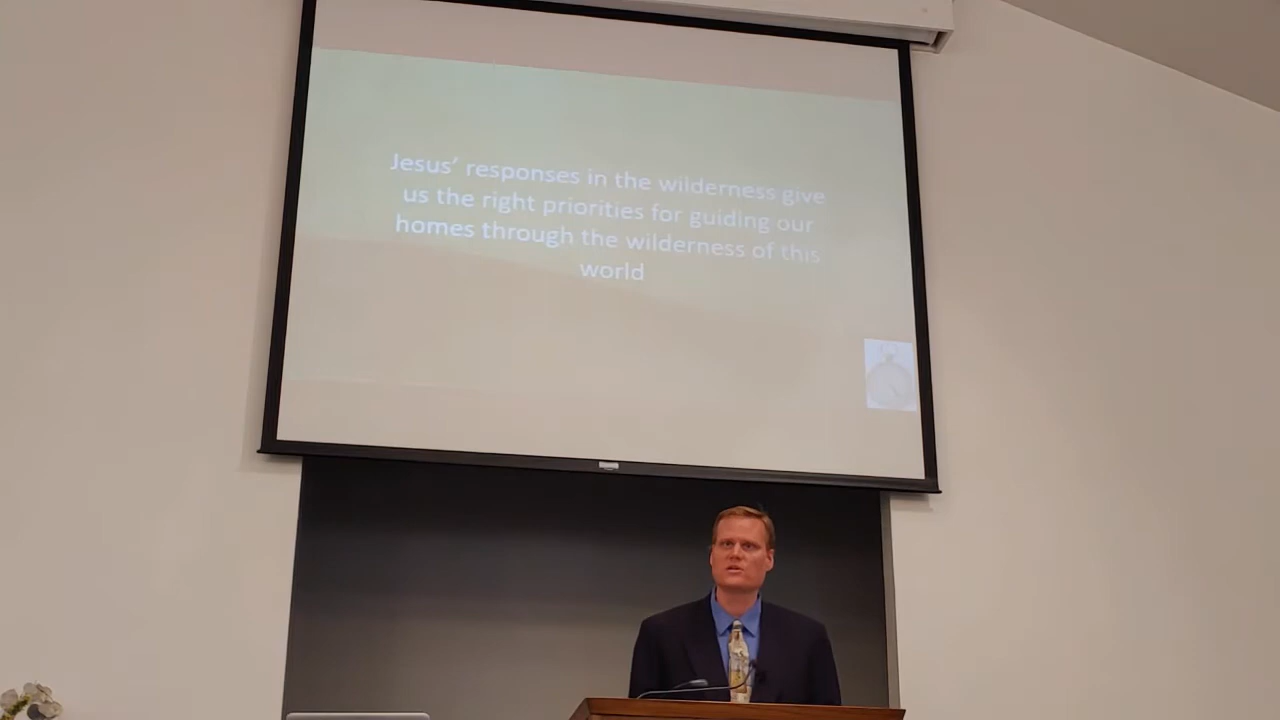 Jesus’ responses in the wilderness give
us the right priorities for guiding our
homes through the wilderness of this
world